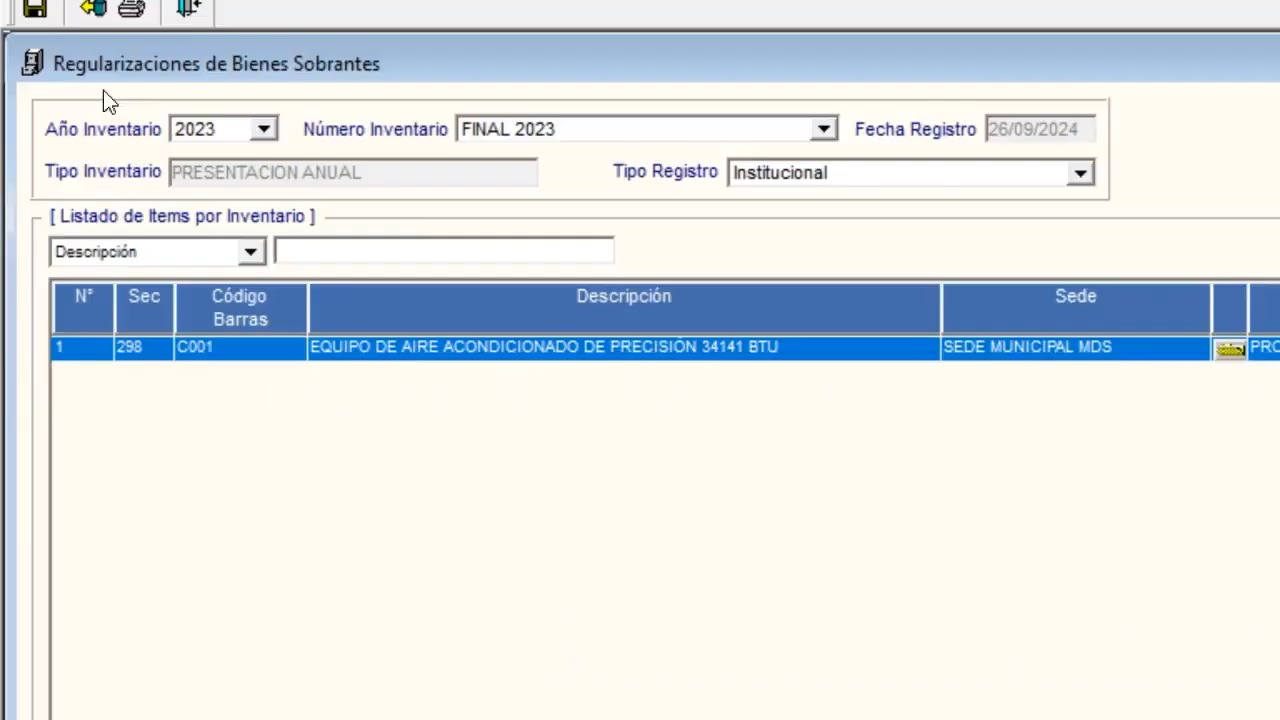 Regularizaciones de Bienes Sobrantes
Año Inventario 2023 Número Inventario FINAL 2023 Fecha Registro 26/09/2024
Tipo Inventario PRESENTACION ANUAL Tipo Registro Institucional
[ Listado de Items por Inventario ]
Descripción
N° Sec Código Barras Descripción Sede
1 298 C001 EQUIPO DE AIRE ACONDICIONADO DE PRECISIÓN 34141 BTU SEDE MUNICIPAL MDS PRO